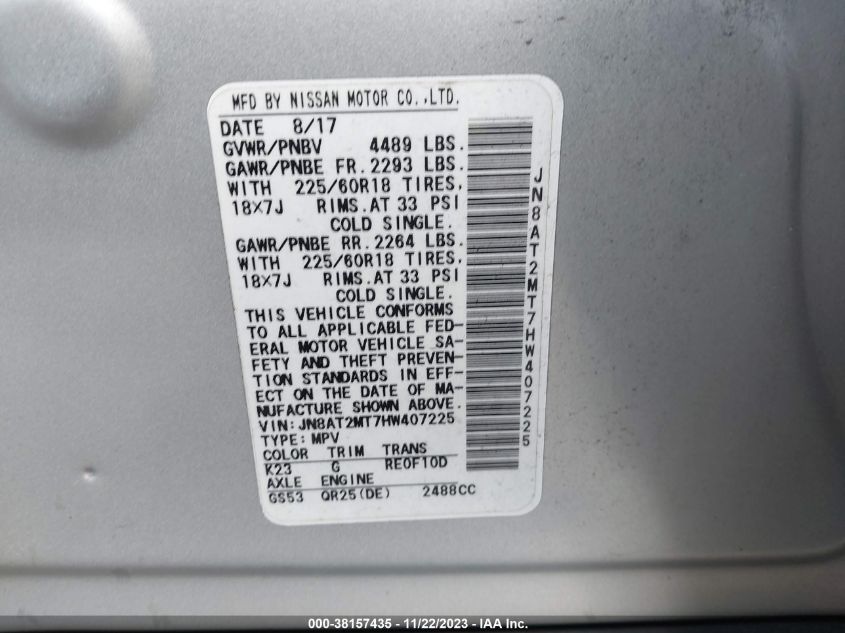 MFD BY NISSAN MOTOR CO.,LTD.
DATE 8/17
GVWR/PNBV 4489 LBS.
GAWR/PNBE FR.2293 LBS.
WITH 225/60R18 TIRES,
18X7J RIMS.AT 33 PSI
COLD SINGLE.
GAWR/PNBE RR.2264 LBS.
WITH 225/60R18 TIRES,
18X7J RIMS.AT 33 PSI
COLD SINGLE.
THIS VEHICLE CONFORMS
TO ALL APPLICABLE FED-
ERAL MOTOR VEHICLE SA-
FETY AND THEFT PREVEN-
TION STANDARDS IN EFF-
ECT ON THE DATE OF MA-
NUFACTURE SHOWN ABOVE.
VIN:JN8AT2MT7HW407225
TYPE:MPV
COLOR TRIM TRANS
K23 G RE0F10D
AXLE ENGINE
GS53 QR25(DE) 2488CC
JN8AT2MT7HW407225
000-38157435 - 11/22/2023 - IAA Inc.